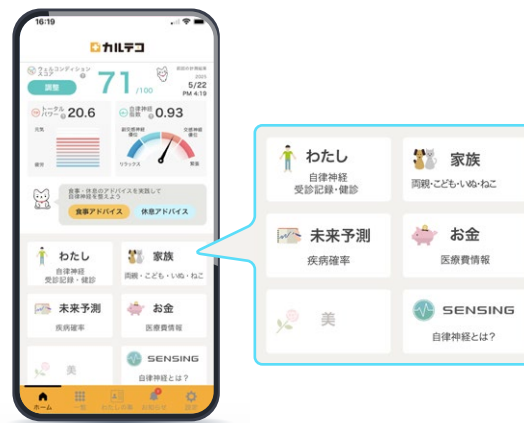 16:19
カルテコ
ウェルコンディション
スコア
調整
71
/100
2023
5/22
PM 4:19
トータル
パワー
20.6
自律神経
指数
0.93
元気
疲労
副交感神経
優位
交感神経
優位
リラックス
緊張
食事・休息のアドバイスを実践して
自律神経を整えよう
食事アドバイス
休息アドバイス
わたし
自律神経
受診記録・健診
家族
両親・こども・いぬ・ねこ
未来予測
疾病確率
お金
医療費情報
美
SENSING
自律神経とは?
ホーム
一覧
お知らせ
設定
わたし
自律神経
受診記録・健診
家族
両親・こども・いぬ・ねこ
未来予測
疾病確率
お金
医療費情報
美
SENSING
自律神経とは?